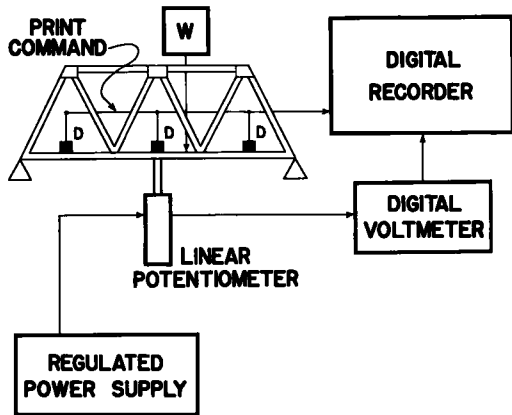 PRINT
COMMAND
W
DIGITAL
RECORDER
D
D
D
DIGITAL
VOLTMETER
LINEAR
POTENTIOMETER
REGULATED
POWER SUPPLY